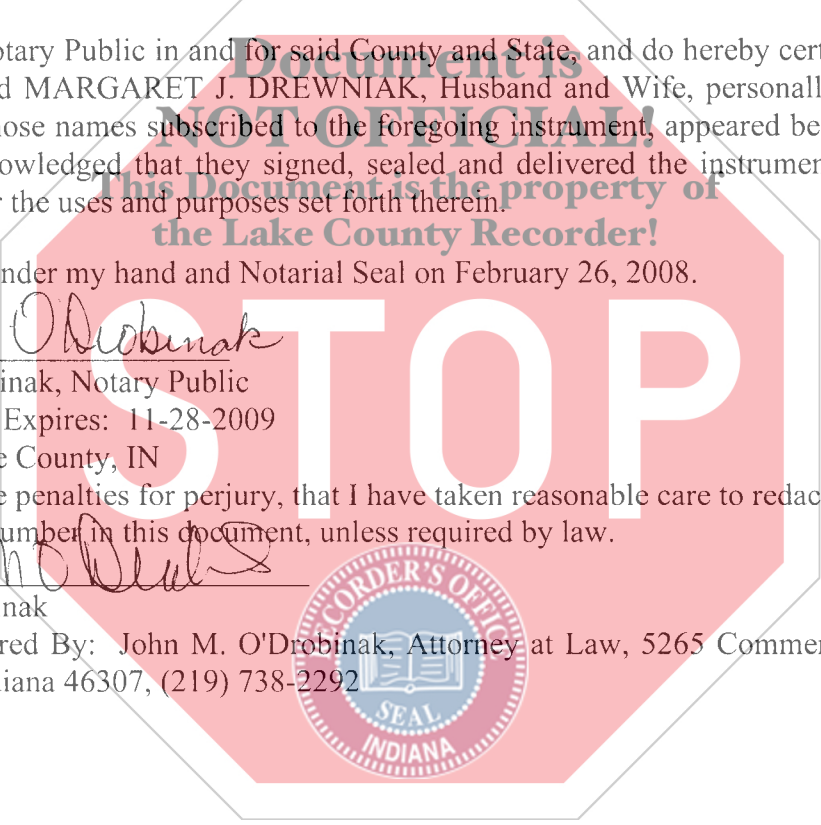 otary Public in and for said County and State, and do hereby cert
Document is
d MARGARET J. DREWNIAK, Husband and Wife, personall
NOT OFFICIAL!
hose names subscribed to the foregoing instrument, appeared be
owledged that they signed, sealed and delivered the instrumen
This Document is the property of
r the uses and purposes set forth therein.
the Lake County Recorder!
nder my hand and Notarial Seal on February 26, 2008.
STOP
O'Drobinak
inak, Notary Public
Expires: 11-28-2009
e County, IN
e penalties for perjury, that I have taken reasonable care to redac
umber in this document, unless required by law.
nak
RECORDER'S OFFICE
red By: John M. O'Drobinak, Attorney at Law, 5265 Commer
diana 46307, (219) 738-2292
SEAL
INDIANA